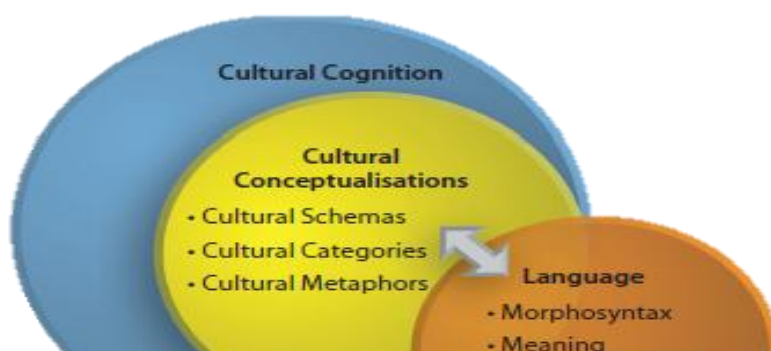 Cultural Cognition
Cultural
Conceptualisations
• Cultural Schemas
• Cultural Categories
• Cultural Metaphors
Language
• Morphosyntax
• Meaning